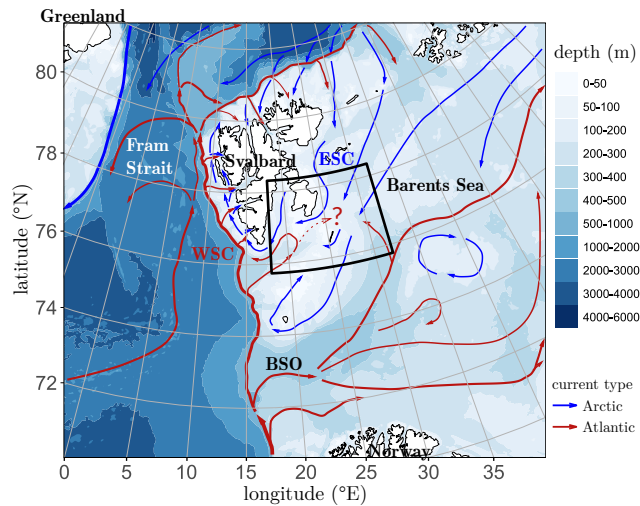 Greenland
80
78
76
74
72
latitude (°N)
Fram
Strait
Svalbard
ESC
Barents Sea
?
WSC
BSO
Norway
0
5
10
15
20
25
30
35
longitude (°E)
depth (m)
0-50
50-100
100-200
200-300
300-400
400-500
500-1000
1000-2000
2000-3000
3000-4000
4000-6000
current type
Arctic
Atlantic